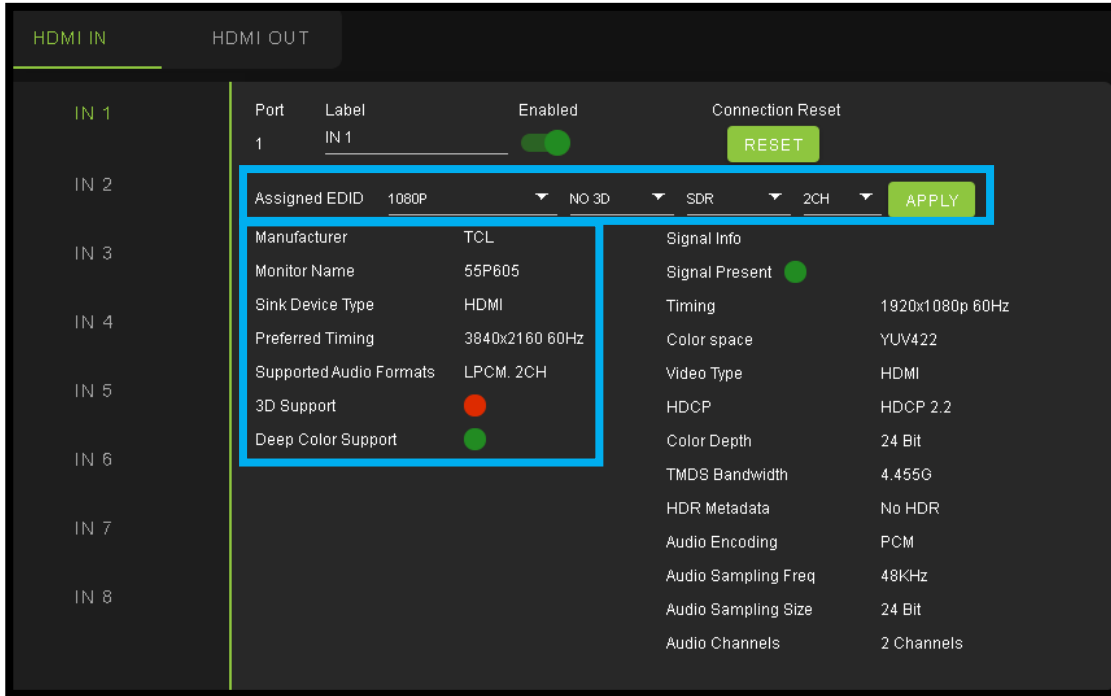 HDMI IN HDMI OUT
IN 1
IN 2
IN 3
IN 4
IN 5
IN 6
IN 7
IN 8
Port Label Enabled Connection Reset
1 IN 1 RESET
Assigned EDID 1080P NO 3D SDR 2CH APPLY
Manufacturer TCL
Monitor Name 55P605
Sink Device Type HDMI
Preferred Timing 3840x2160 60Hz
Supported Audio Formats LPCM. 2CH
3D Support
Deep Color Support
Signal Info
Signal Present
Timing 1920x1080p 60Hz
Color space YUV422
Video Type HDMI
HDCP HDCP 2.2
Color Depth 24 Bit
TMDS Bandwidth 4.455G
HDR Metadata No HDR
Audio Encoding PCM
Audio Sampling Freq 48KHz
Audio Sampling Size 24 Bit
Audio Channels 2 Channels